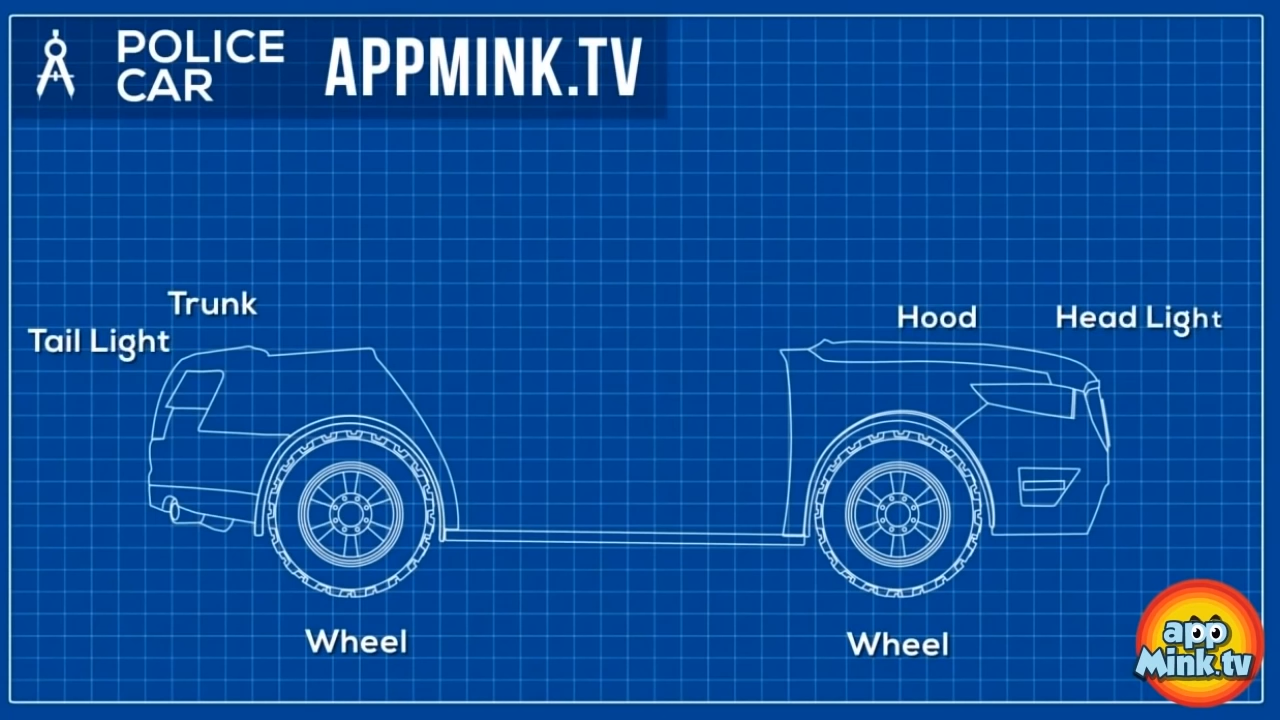 POLICE
CAR
APPMINK.TV
Trunk
Tail Light
Hood
Head Light
Wheel
Wheel
app
Mink.tv